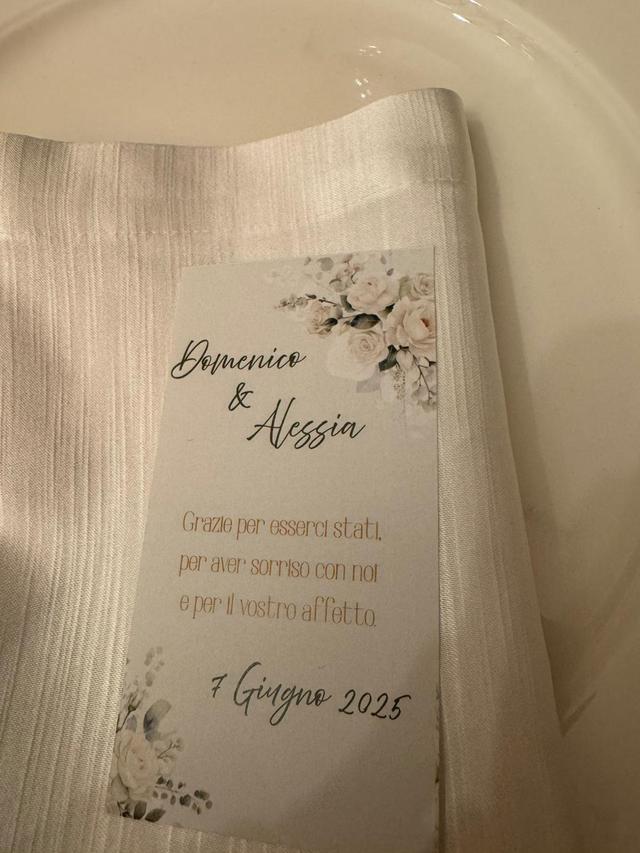 Domenico
&
Alessia
Grazie per esserci stati,
per aver sorriso con noi
e per il vostro affetto.
7 Giugno 2025